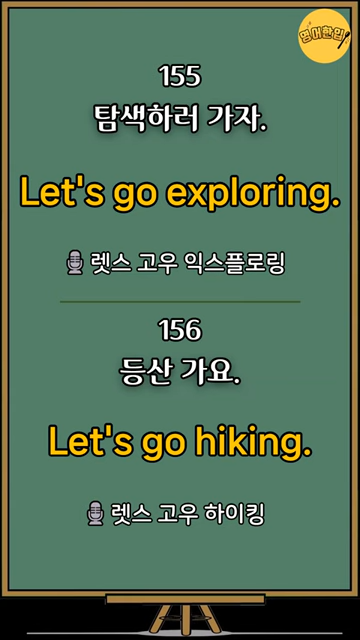 영어한입
155
탐색하러 가자.
Let's go exploring.
렛스 고우 익스플로링
156
등산 가요.
Let's go hiking.
렛스 고우 하이킹